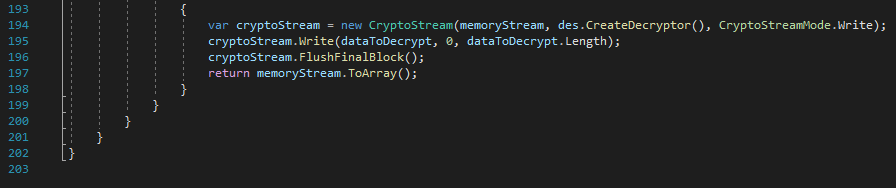 193 {
194 var cryptoStream = new CryptoStream(memoryStream, des.CreateDecryptor(), CryptoStreamMode.Write);
195 cryptoStream.Write(dataToDecrypt, 0, dataToDecrypt.Length);
196 cryptoStream.FlushFinalBlock();
197 return memoryStream.ToArray();
198 }
199 }
200 }
201 }
202 }
203